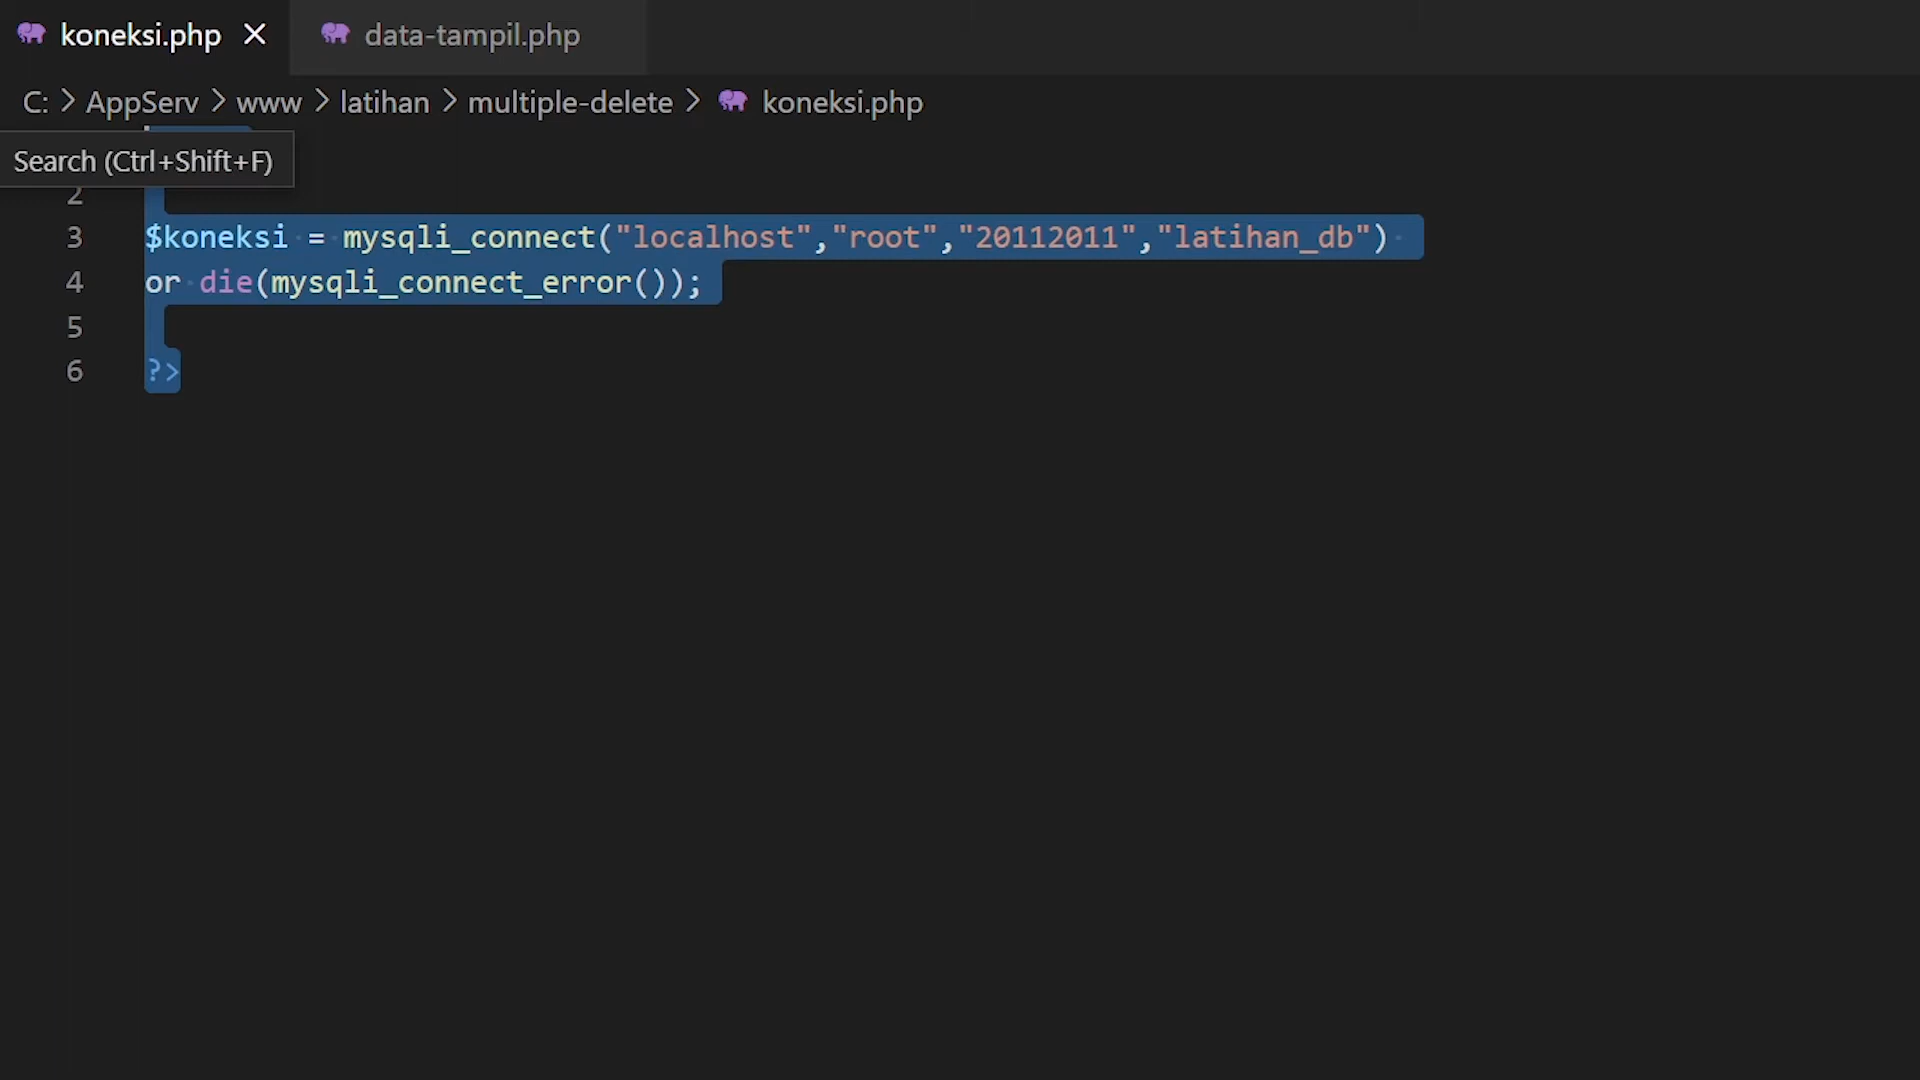 koneksi.php data-tampil.php
C: > AppServ > www > latihan > multiple-delete > koneksi.php
Search (Ctrl+Shift+F)
2
3 $koneksi = mysqli_connect("localhost","root","20112011","latihan_db")
4 or die(mysqli_connect_error());
5
6 ?>